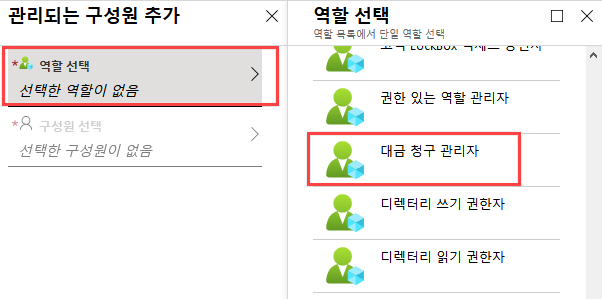 관리되는 구성원 추가
* 역할 선택
선택한 역할이 없음
* 구성원 선택
선택한 구성원이 없음
역할 선택
역할 목록에서 단일 역할 선택
권한 있는 역할 관리자
대금 청구 관리자
디렉터리 쓰기 권한자
디렉터리 읽기 권한자